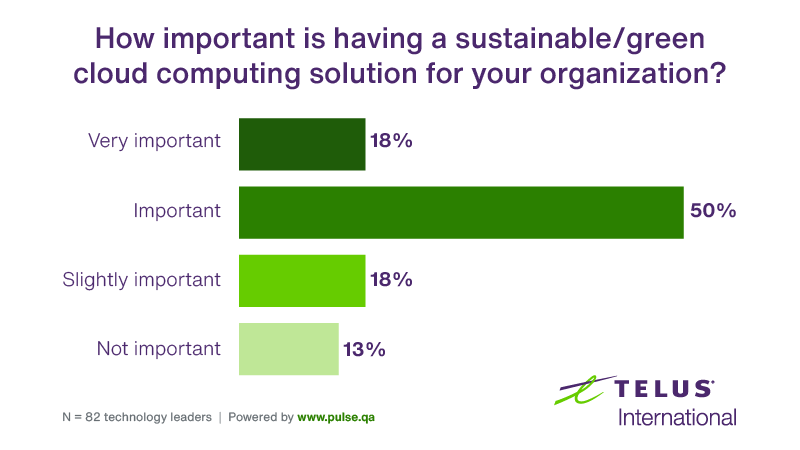 How important is having a sustainable/green
cloud computing solution for your organization?
Very important 18%
Important 50%
Slightly important 18%
Not important 13%
N = 82 technology leaders | Powered by www.pulse.qa
TELUS
International